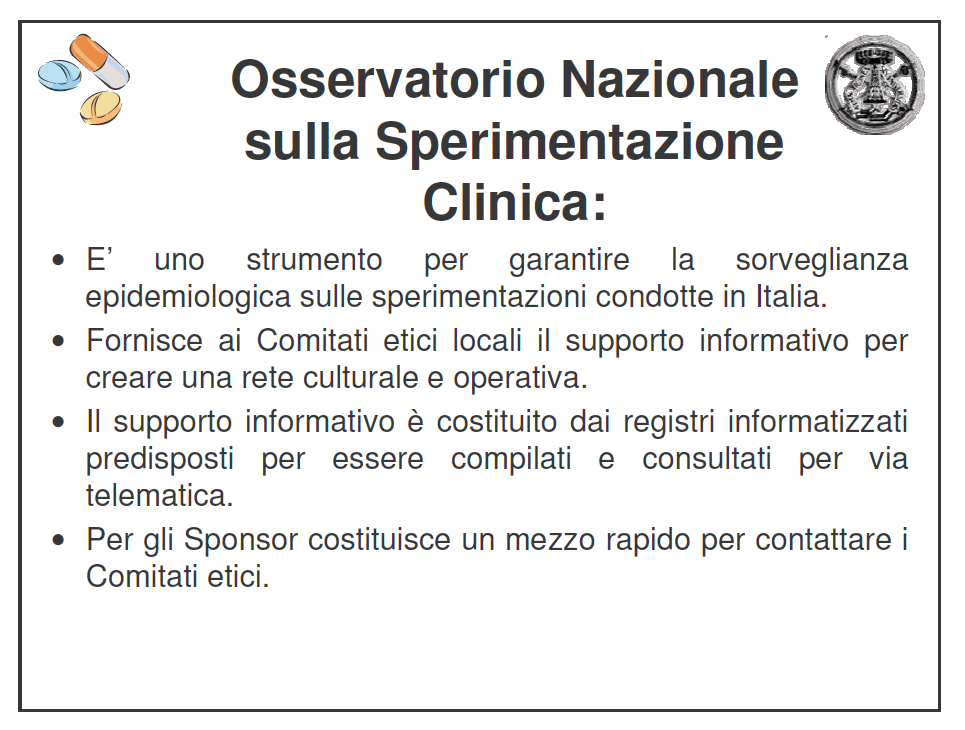 Osservatorio Nazionale
sulla Sperimentazione
Clinica:
• E’ uno strumento per garantire la sorveglianza
epidemiologica sulle sperimentazioni condotte in Italia.
• Fornisce ai Comitati etici locali il supporto informativo per
creare una rete culturale e operativa.
• Il supporto informativo è costituito dai registri informatizzati
predisposti per essere compilati e consultati per via
telematica.
• Per gli Sponsor costituisce un mezzo rapido per contattare i
Comitati etici.